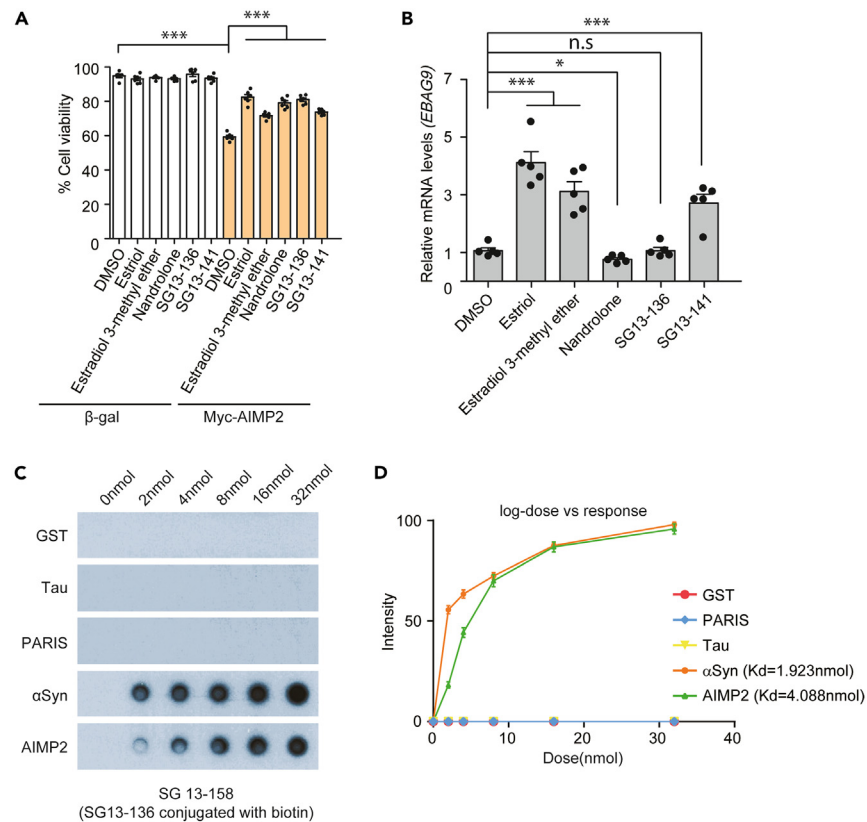 A
***
***
% Cell viability
100
80
60
40
20
0
DMSO
Estriol
Estradiol 3-methyl ether
Nandrolone
SG13-136
SG13-141
DMSO
Estriol
Estradiol 3-methyl ether
Nandrolone
SG13-136
SG13-141
β-gal
Myc-AIMP2
B
***
n.s
*
***
Relative mRNA levels (EBAG9)
7
5
3
1
0
DMSO
Estriol
Estradiol 3-methyl ether
Nandrolone
SG13-136
SG13-141
C
0nmol
2nmol
4nmol
8nmol
16nmol
32nmol
GST
Tau
PARIS
αSyn
AIMP2
SG 13-158
(SG13-136 conjugated with biotin)
D
log-dose vs response
Intensity
100
50
0
0
10
20
30
40
Dose(nmol)
GST
PARIS
Tau
αSyn (Kd=1.923nmol)
AIMP2 (Kd=4.088nmol)